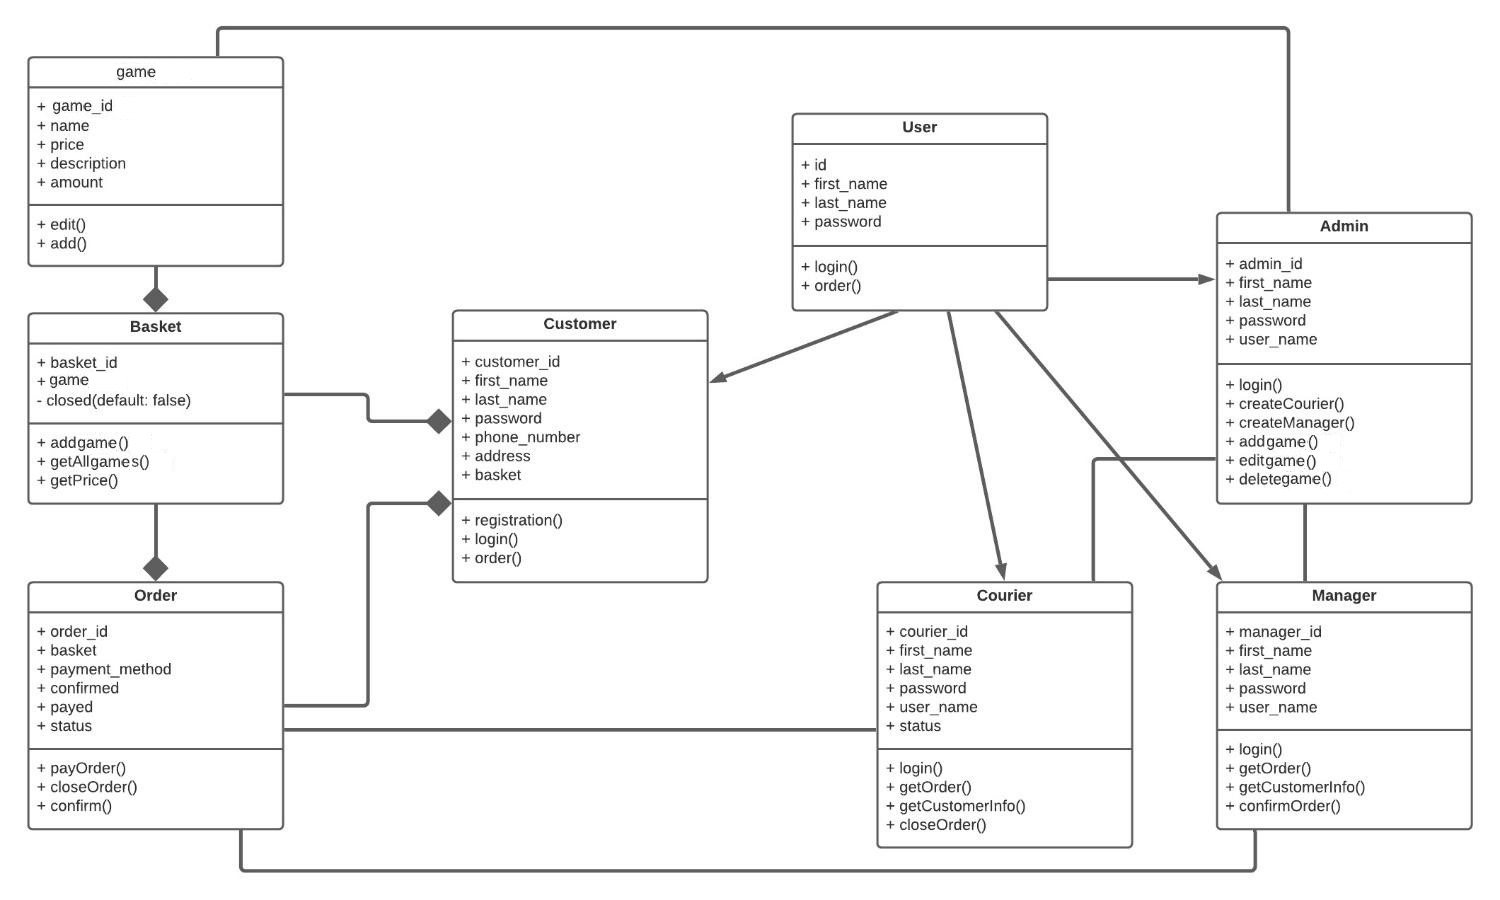 game
+ game_id
+ name
+ price
+ description
+ amount
+ edit()
+ add()
Basket
+ basket_id
+ game
- closed(default: false)
+ addgame()
+ getAllgames()
+ getPrice()
Order
+ order_id
+ basket
+ payment_method
+ confirmed
+ payed
+ status
+ payOrder()
+ closeOrder()
+ confirm()
Customer
+ customer_id
+ first_name
+ last_name
+ password
+ phone_number
+ address
+ basket
+ registration()
+ login()
+ order()
User
+ id
+ first_name
+ last_name
+ password
+ login()
+ order()
Courier
+ courier_id
+ first_name
+ last_name
+ password
+ user_name
+ status
+ login()
+ getOrder()
+ getCustomerInfo()
+ closeOrder()
Admin
+ admin_id
+ first_name
+ last_name
+ password
+ user_name
+ login()
+ createCourier()
+ createManager()
+ addgame()
+ editgame()
+ deletegame()
Manager
+ manager_id
+ first_name
+ last_name
+ password
+ user_name
+ login()
+ getOrder()
+ getCustomerInfo()
+ confirmOrder()